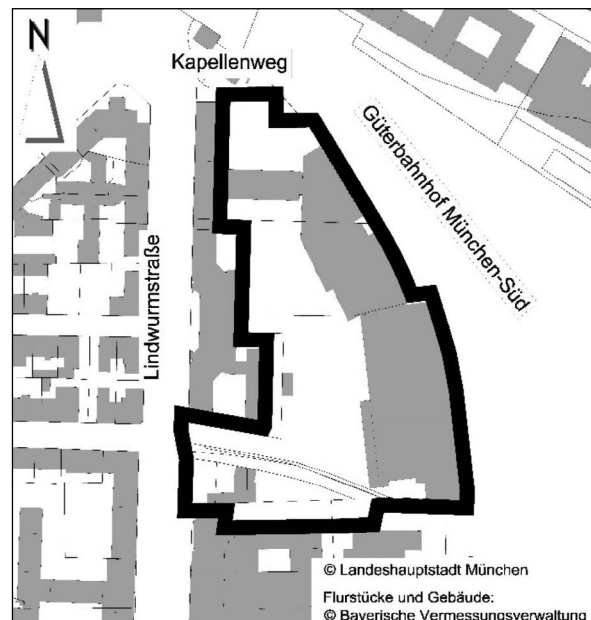 N
Kapellenweg
Güterbahnhof München-Süd
Lindwurmstraße
© Landeshauptstadt München
Flurstücke und Gebäude:
© Bayerische Vermessungsverwaltung